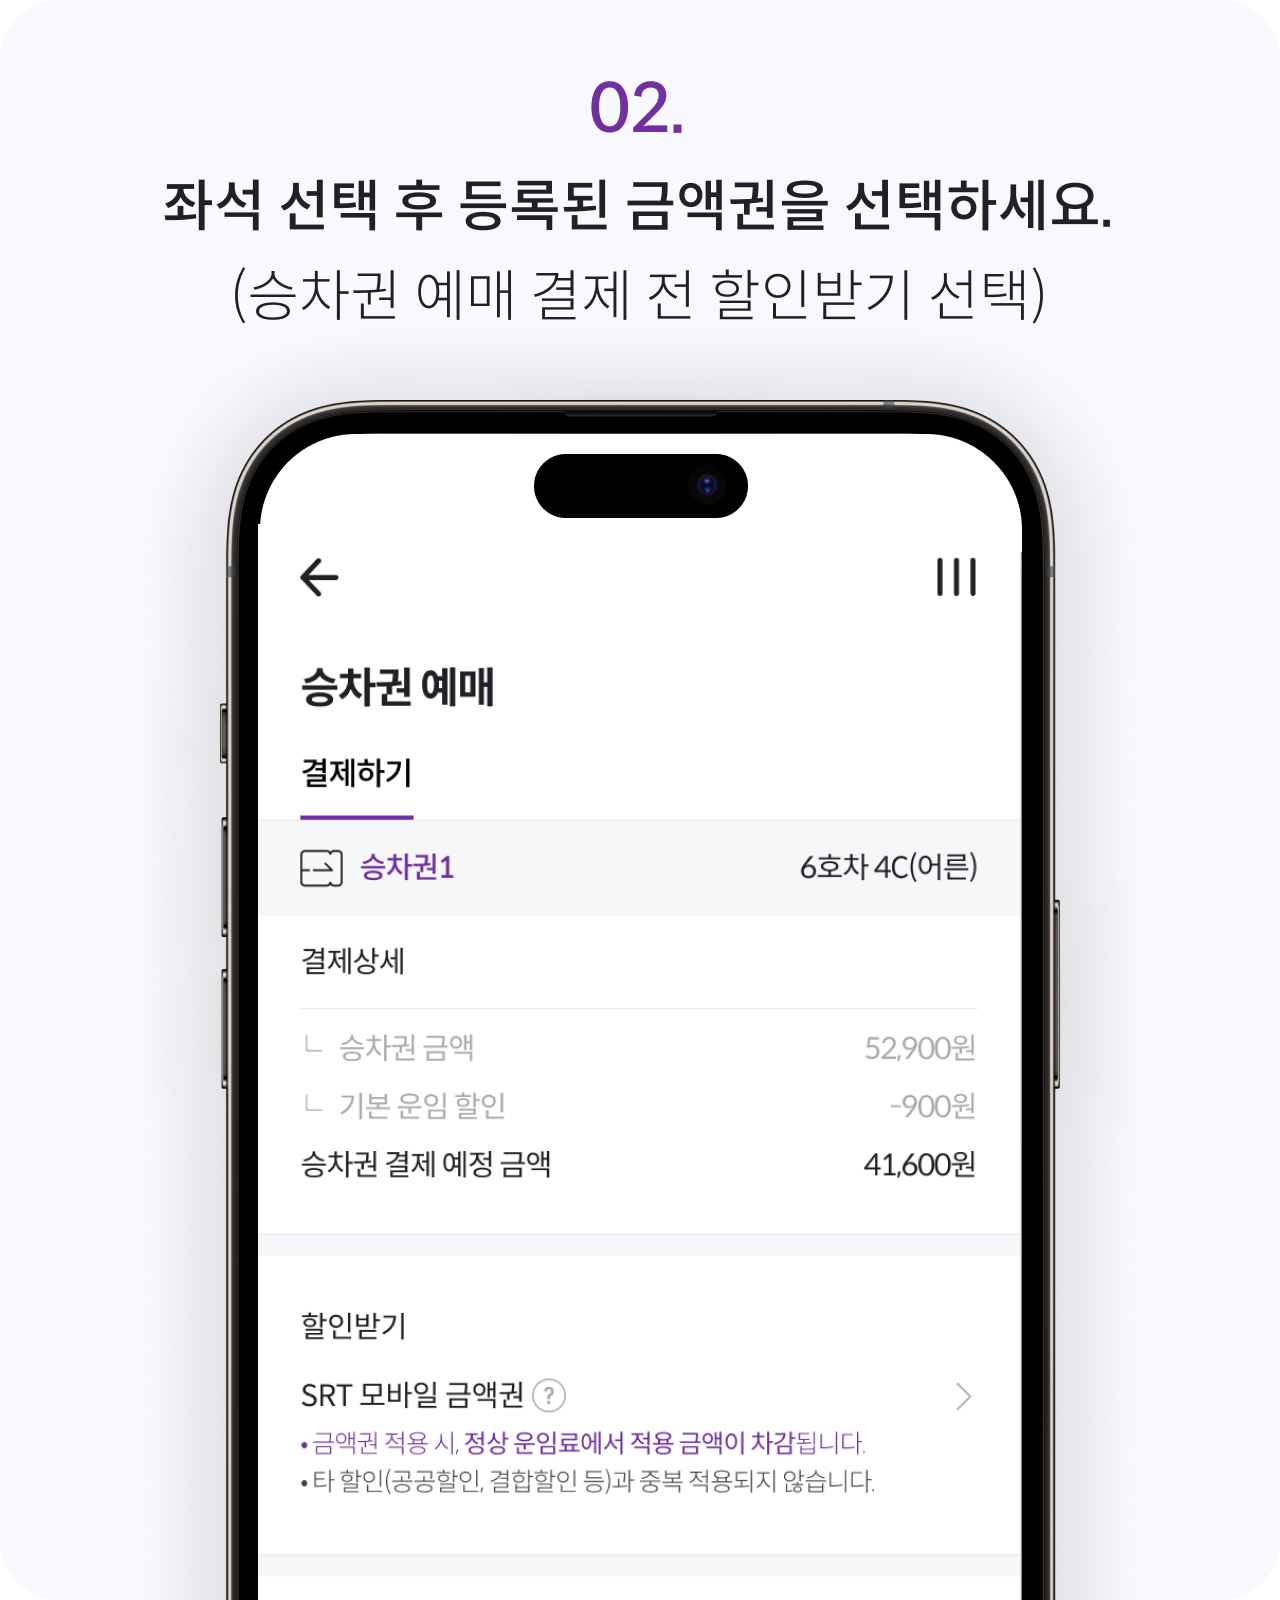 02.
좌석 선택 후 등록된 금액권을 선택하세요.
(승차권 예매 결제 전 할인받기 선택)
승차권 예매
결제하기
승차권1 6호차 4C(어른)
결제상세
ㄴ 승차권 금액 52,900원
ㄴ 기본 운임 할인 -900원
승차권 결제 예정 금액 41,600원
할인받기
SRT 모바일 금액권 ?
• 금액권 적용 시, 정상 운임료에서 적용 금액이 차감됩니다.
• 타 할인(공공할인, 결합할인 등)과 중복 적용되지 않습니다.